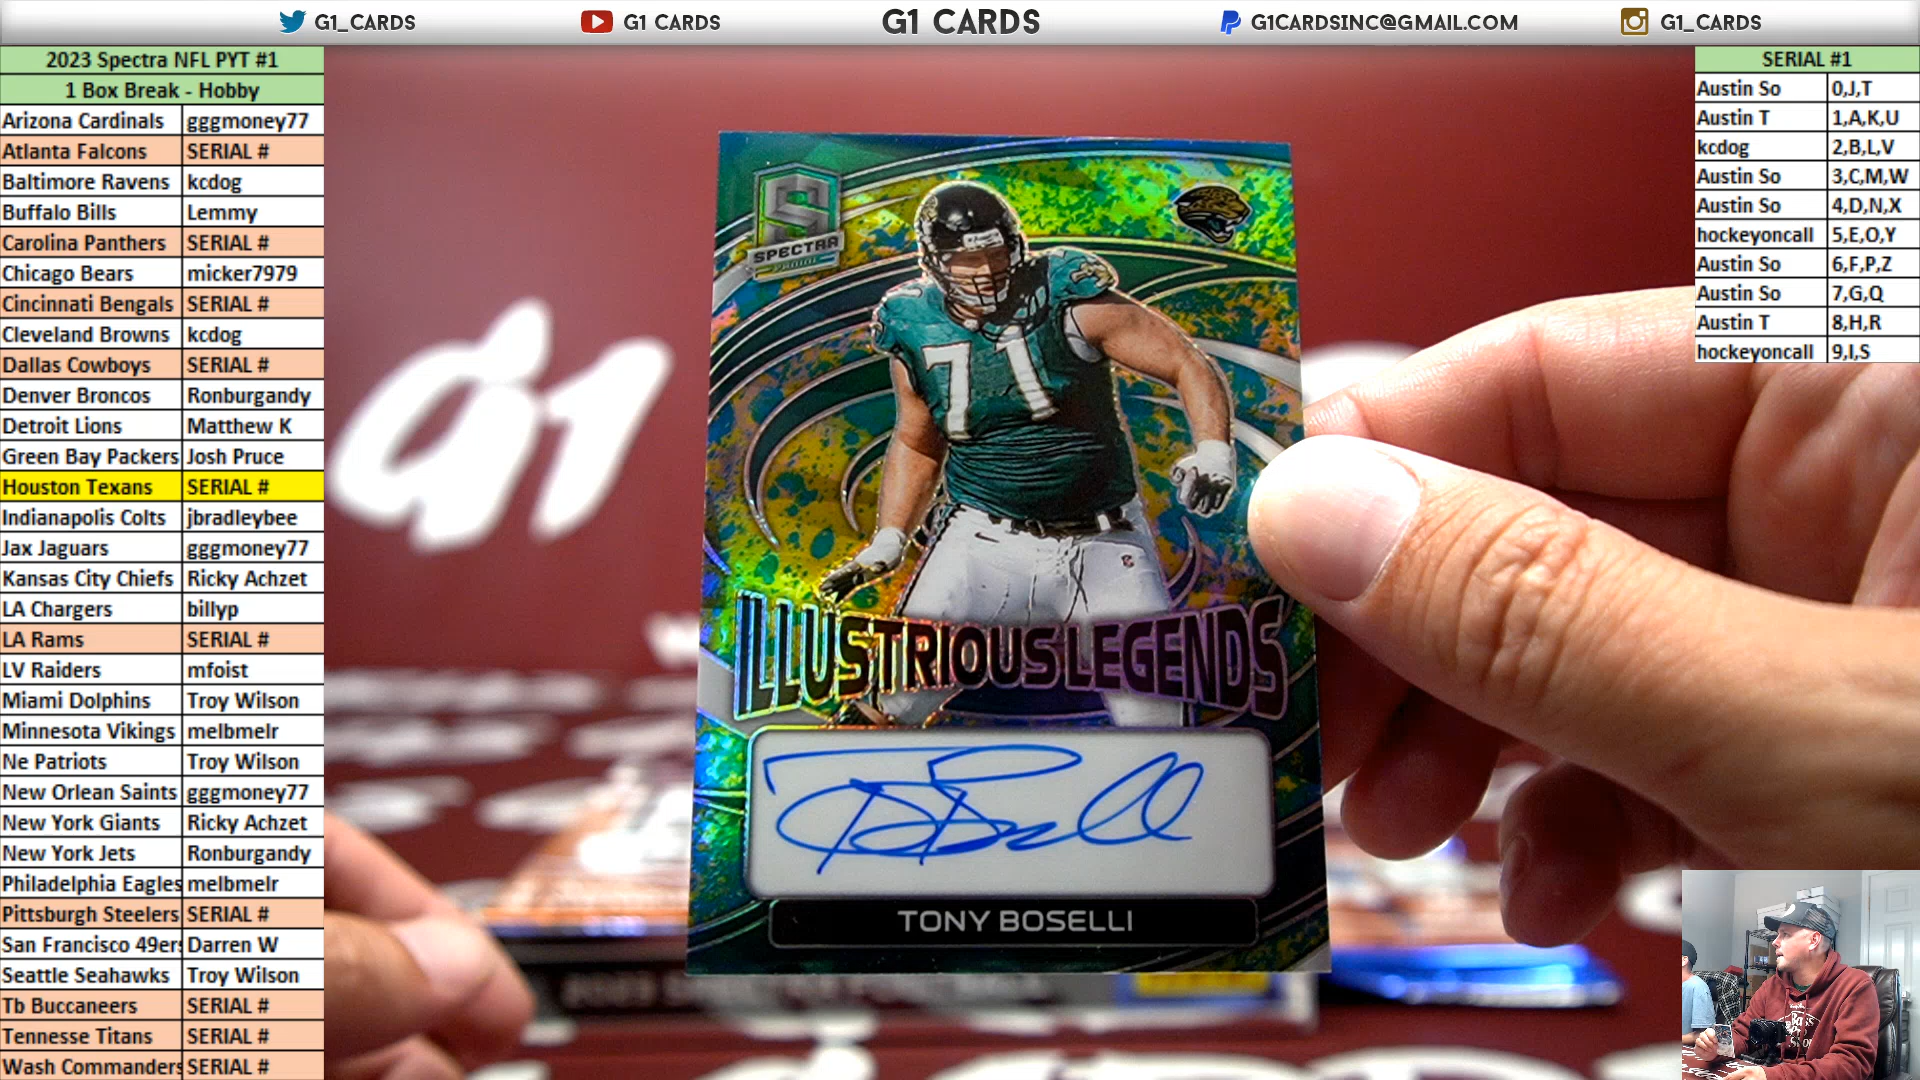 G1_CARDS
G1 CARDS
G1 CARDS
G1CARDSINC@GMAIL.COM
G1_CARDS
2023 Spectra NFL PYT #1
1 Box Break - Hobby
Arizona Cardinals gggmoney77
Atlanta Falcons SERIAL #
Baltimore Ravens kcdog
Buffalo Bills Lemmy
Carolina Panthers SERIAL #
Chicago Bears micker7979
Cincinnati Bengals SERIAL #
Cleveland Browns kcdog
Dallas Cowboys SERIAL #
Denver Broncos Ronburgandy
Detroit Lions Matthew K
Green Bay Packers Josh Pruce
Houston Texans SERIAL #
Indianapolis Colts jbradleybee
Jax Jaguars gggmoney77
Kansas City Chiefs Ricky Achzet
LA Chargers billyp
LA Rams SERIAL #
LV Raiders mfoist
Miami Dolphins Troy Wilson
Minnesota Vikings melbmelr
Ne Patriots Troy Wilson
New Orlean Saints gggmoney77
New York Giants Ricky Achzet
New York Jets Ronburgandy
Philadelphia Eagles melbmelr
Pittsburgh Steelers SERIAL #
San Francisco 49ers Darren W
Seattle Seahawks Troy Wilson
Tb Buccaneers SERIAL #
Tennesse Titans SERIAL #
Wash Commanders SERIAL #
SERIAL #1
Austin So 0,J,T
Austin T 1,A,K,U
kcdog 2,B,L,V
Austin So 3,C,M,W
Austin So 4,D,N,X
hockeyoncall 5,E,O,Y
Austin So 6,F,P,Z
Austin So 7,G,Q
Austin T 8,H,R
hockeyoncall 9,I,S
G1
S
SPECTRA
71
ILLUSTRIOUS LEGENDS
TONY BOSELLI